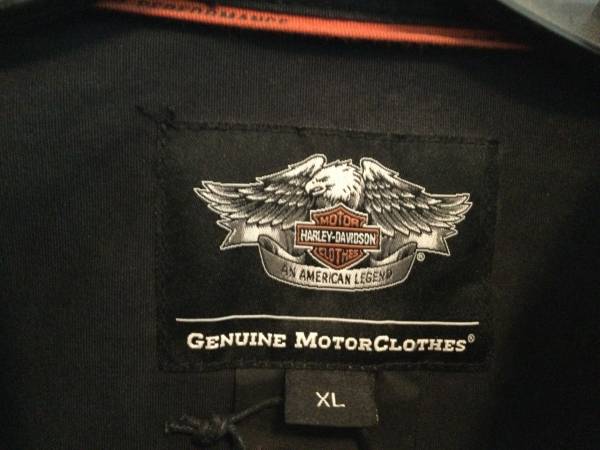 MOTOR
HARLEY-DAVIDSON
CLOTHES
®
AN AMERICAN LEGEND
GENUINE MOTORCLOTHES®
XL